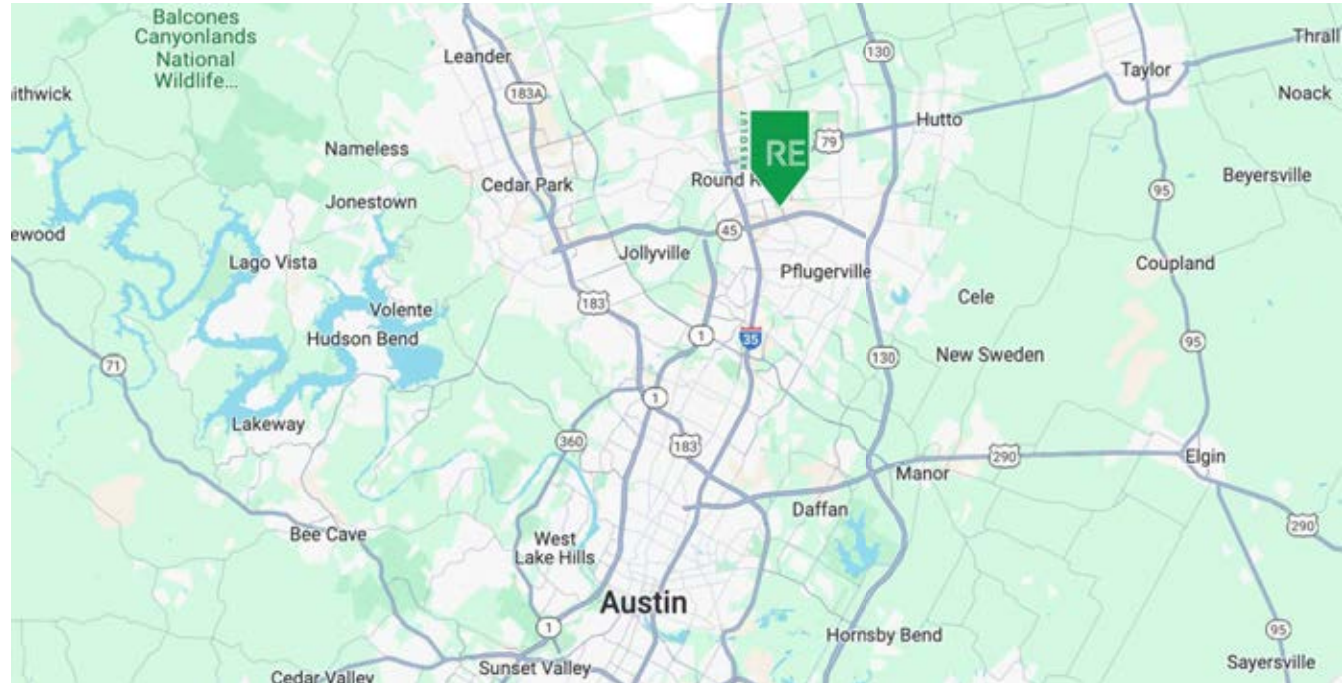 Balcones
Canyonlands
National
Wildlife...
Leander
130
Thrall
Taylor
183A
Noack
ithwick
Hutto
RESOLUT
RE
79
Nameless
Round R
Cedar Park
Beyersville
95
Jonestown
45
ewood
Jollyville
Lago Vista
Pflugerville
Coupland
Cele
183
Volente
Hudson Bend
1
35
95
130
New Sweden
71
1
Lakeway
360
183
290
Elgin
Manor
Daffan
290
Bee Cave
West
Lake Hills
Austin
1
Hornsby Bend
95
Sayersville
Sunset Valley
Cedar Valley